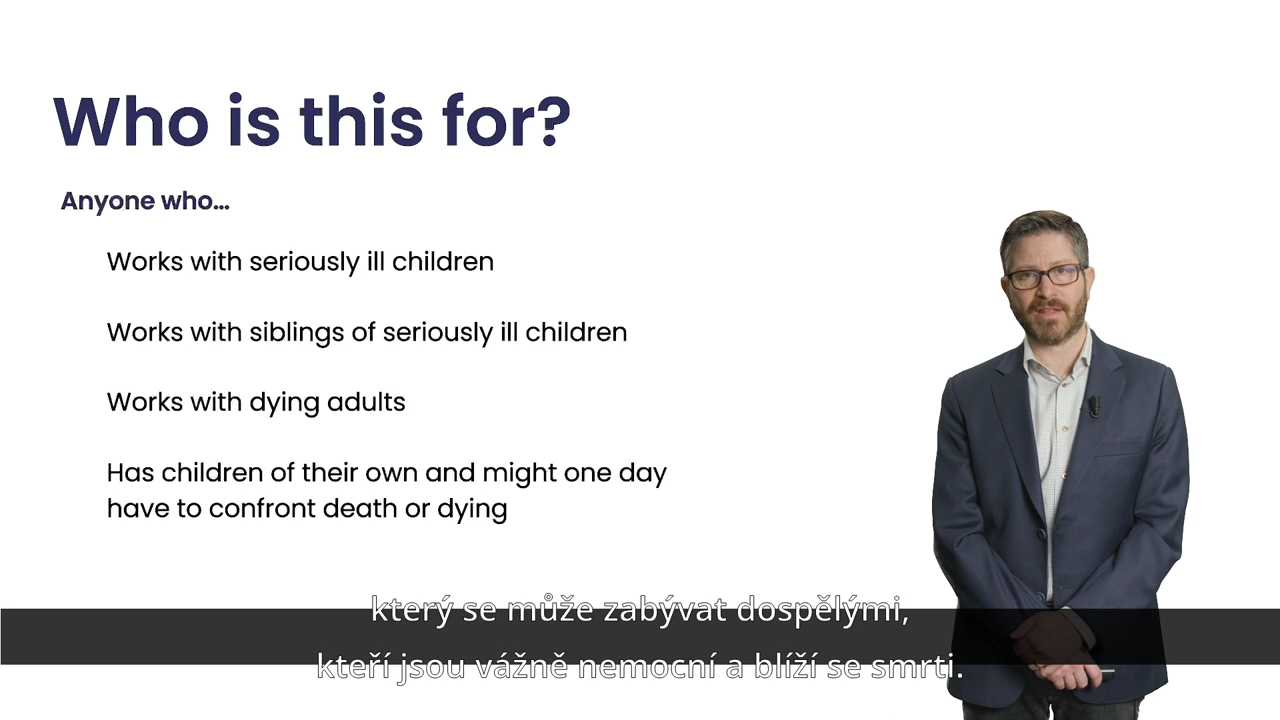 Who is this for?
Anyone who...
Works with seriously ill children
Works with siblings of seriously ill children
Works with dying adults
Has children of their own and might one day
have to confront death or dying
který se může zabývat dospělými,
kteří jsou vážně nemocní a blíží se smrti.